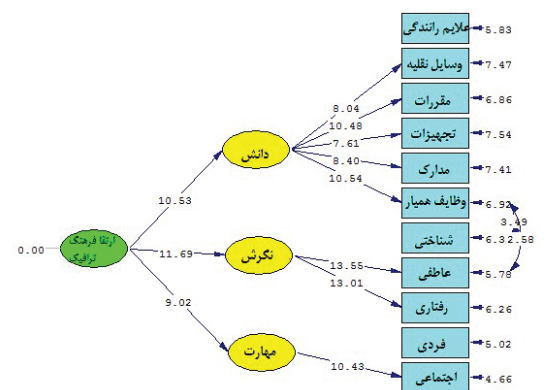 علایم رانندگی
5.83
وسایل نقلیه
7.47
8.04
مقررات
6.86
10.48
تجهیزات
7.54
7.61
دانش
8.40
مدارک
7.41
10.54
وظایف همیار
6.92
10.53
3.49
شناختی
6.32
2.58
ارتقا فرهنگ
ترافیک
0.00
11.69
نگرش
13.55
عاطفی
5.78
13.01
رفتاری
6.26
9.02
فردی
5.02
مهارت
10.43
اجتماعی
4.66